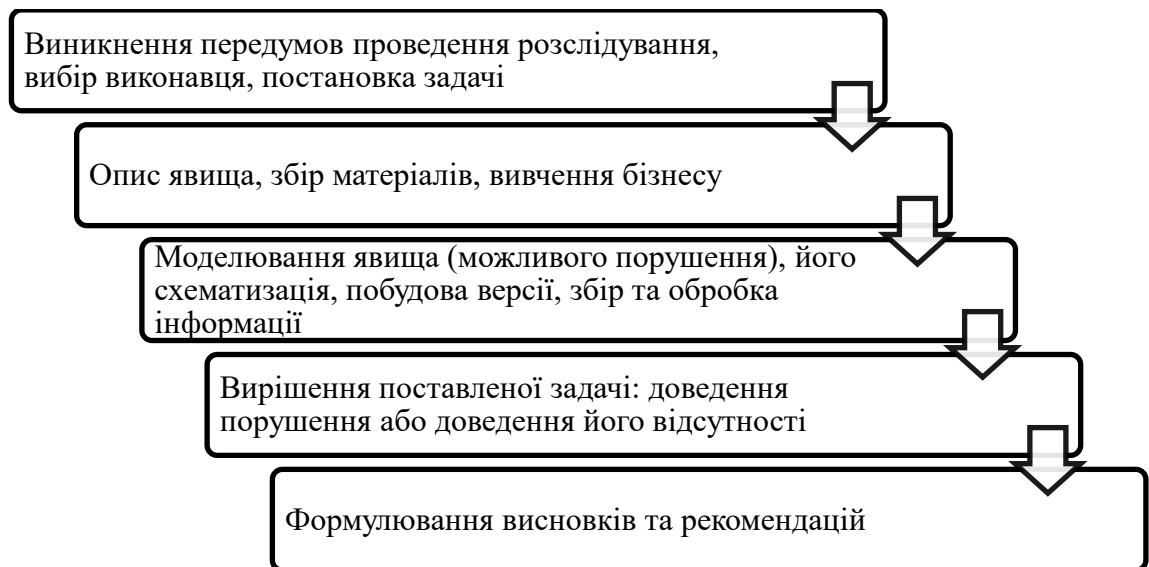 Виникнення передумов проведення розслідування,
вибір виконавця, постановка задачі
Опис явища, збір матеріалів, вивчення бізнесу
Моделювання явища (можливого порушення), його
схематизація, побудова версії, збір та обробка
інформації
Вирішення поставленої задачі: доведення
порушення або доведення його відсутності
Формулювання висновків та рекомендацій